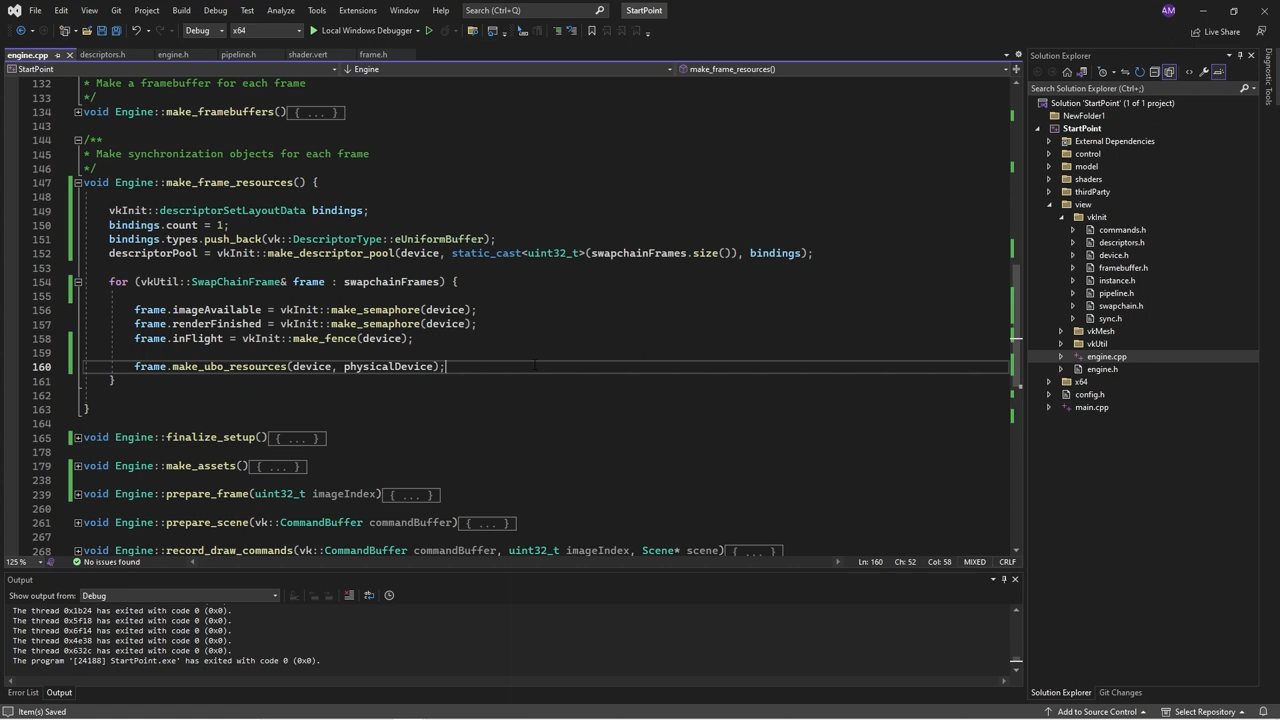 File Edit View Git Project Build Debug Test Analyze Tools Extensions Window Help Search (Ctrl+Q) StartPoint AM
Debug x64 Local Windows Debugger Live Share
engine.cpp descriptors.h engine.h pipeline.h shader.vert frame.h
StartPoint Engine make_frame_resources()
132 * Make a framebuffer for each frame
133 */
134 void Engine::make_framebuffers() { ... }
143
144 /**
145 * Make synchronization objects for each frame
146 */
147 void Engine::make_frame_resources() {
148
149 vkInit::descriptorSetLayoutData bindings;
150 bindings.count = 1;
151 bindings.types.push_back(vk::DescriptorType::eUniformBuffer);
152 descriptorPool = vkInit::make_descriptor_pool(device, static_cast<uint32_t>(swapchainFrames.size()), bindings);
153
154 for (vkUtil::SwapChainFrame& frame : swapchainFrames) {
155
156 frame.imageAvailable = vkInit::make_semaphore(device);
157 frame.renderFinished = vkInit::make_semaphore(device);
158 frame.inFlight = vkInit::make_fence(device);
159
160 frame.make_ubo_resources(device, physicalDevice);
161 }
162
163 }
164
165 void Engine::finalize_setup() { ... }
178
179 void Engine::make_assets() { ... }
238
239 void Engine::prepare_frame(uint32_t imageIndex) { ... }
260
261 void Engine::prepare_scene(vk::CommandBuffer commandBuffer) { ... }
267
268 void Engine::record_draw_commands(vk::CommandBuffer commandBuffer, uint32_t imageIndex, Scene* scene) { ... }
125 % No issues found Ln: 160 Ch: 52 Col: 58 MIXED CRLF
Output
Show output from: Debug
The thread 0x1b24 has exited with code 0 (0x0).
The thread 0x5f18 has exited with code 0 (0x0).
The thread 0x6f14 has exited with code 0 (0x0).
The thread 0x4e38 has exited with code 0 (0x0).
The thread 0x632c has exited with code 0 (0x0).
The program '[24188] StartPoint.exe' has exited with code 0 (0x0).
Error List Output
Item(s) Saved
Solution Explorer
Search Solution Explorer (Ctrl+;)
Solution 'StartPoint' (1 of 1 project)
NewFolder1
StartPoint
External Dependencies
control
model
shaders
thirdParty
view
vkInit
commands.h
descriptors.h
device.h
framebuffer.h
instance.h
pipeline.h
swapchain.h
sync.h
vkMesh
vkUtil
engine.cpp
engine.h
x64
config.h
main.cpp
Solution Explorer Git Changes
Add to Source Control Select Repository
Diagnostic Tools